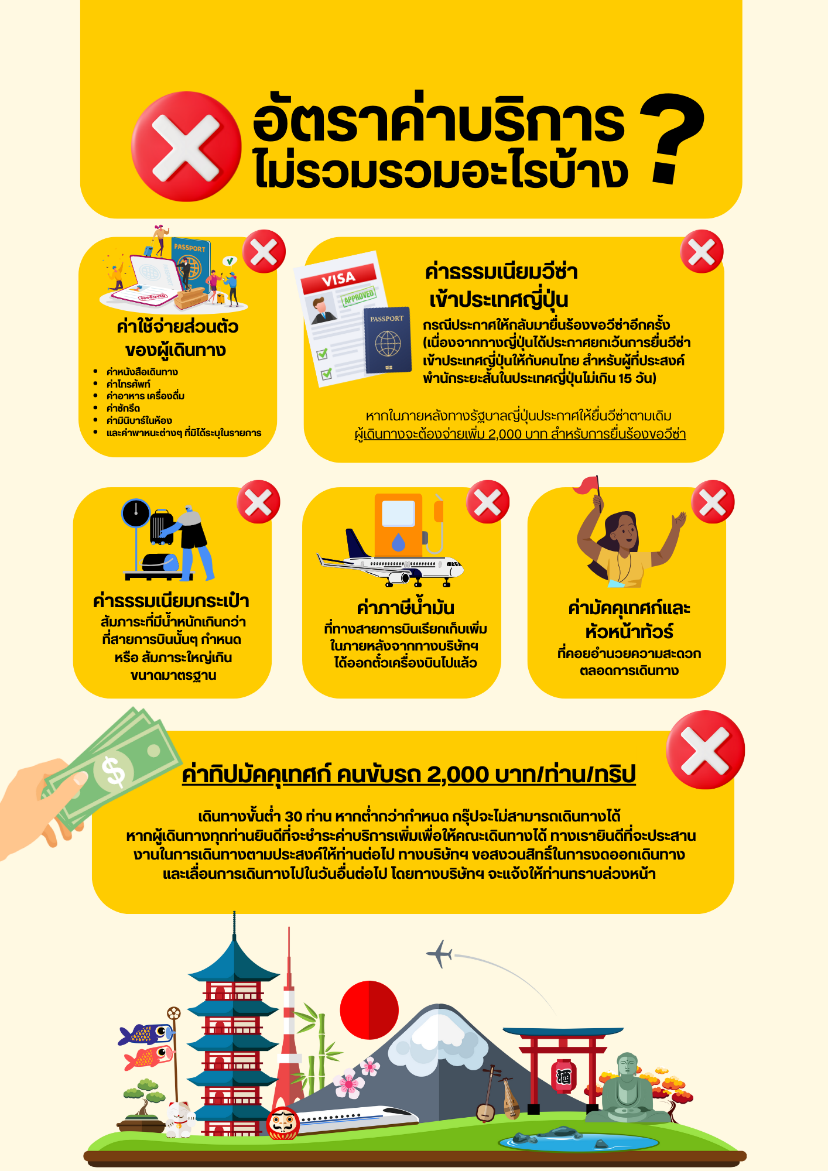 อัตราค่าบริการ
ไม่รวมรวมอะไรบ้าง
?
PASSPORT
ค่าใช้จ่ายส่วนตัว
ของผู้เดินทาง
• ค่าหนังสือเดินทาง
• ค่าโทรศัพท์
• ค่าอาหาร เครื่องดื่ม
• ค่าซักรีด
• ค่ามินิบาร์ในห้อง
• และค่าพาหนะต่างๆ ที่มิได้ระบุในรายการ
VISA
APPROVED
PASSPORT
ค่าธรรมเนียมวีซ่า
เข้าประเทศญี่ปุ่น
กรณีประกาศให้กลับมายื่นร้องขอวีซ่าอีกครั้ง
(เนื่องจากทางญี่ปุ่นได้ประกาศยกเว้นการยื่นวีซ่า
เข้าประเทศญี่ปุ่นให้กับคนไทย สำหรับผู้ที่ประสงค์
พำนักระยะสั้นในประเทศญี่ปุ่นไม่เกิน 15 วัน)
หากในภายหลังทางรัฐบาลญี่ปุ่นประกาศให้ยื่นวีซ่าตามเดิม
ผู้เดินทางจะต้องจ่ายเพิ่ม 2,000 บาท สำหรับการยื่นร้องขอวีซ่า
ค่าธรรมเนียมกระเป๋า
สัมภาระที่มีน้ำหนักเกินกว่า
ที่สายการบินนั้นๆ กำหนด
หรือ สัมภาระใหญ่เกิน
ขนาดมาตรฐาน
ค่าภาษีน้ำมัน
ที่ทางสายการบินเรียกเก็บเพิ่ม
ในภายหลังจากทางบริษัทฯ
ได้ออกตั๋วเครื่องบินไปแล้ว
ค่ามัคคุเทศก์และ
หัวหน้าทัวร์
ที่คอยอำนวยความสะดวก
ตลอดการเดินทาง
$
ค่าทิปมัคคุเทศก์ คนขับรถ 2,000 บาท/ท่าน/ทริป
เดินทางขั้นต่ำ 30 ท่าน หากต่ำกว่ากำหนด กรุ๊ปจะไม่สามารถเดินทางได้
หากผู้เดินทางทุกท่านยินดีที่จะชำระค่าบริการเพิ่มเพื่อให้คณะเดินทางได้ ทางเรายินดีที่จะประสาน
งานในการเดินทางตามประสงค์ให้ท่านต่อไป ทางบริษัทฯ ขอสงวนสิทธิ์ในการงดออกเดินทาง
และเลื่อนการเดินทางไปในวันอื่นต่อไป โดยทางบริษัทฯ จะแจ้งให้ท่านทราบล่วงหน้า
酒